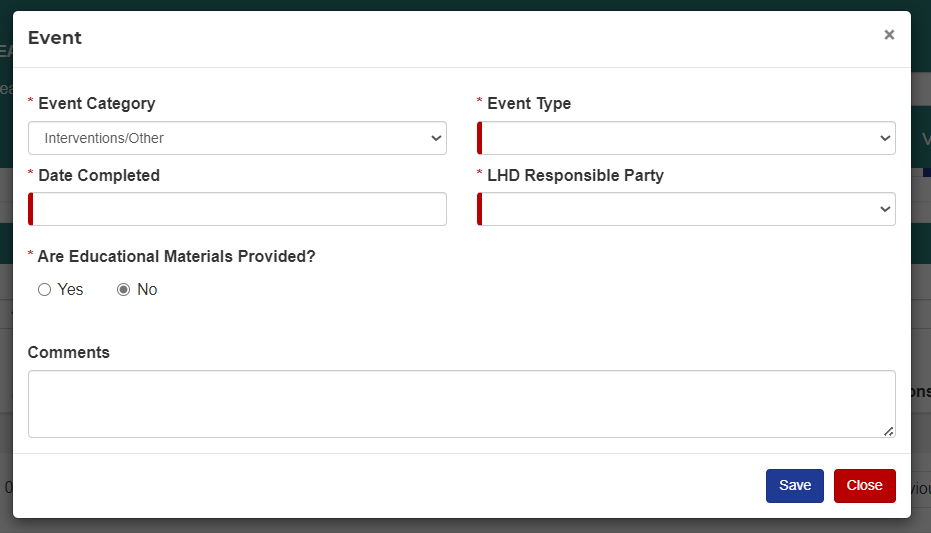 Event ×
* Event Category * Event Type
Interventions/Other
* Date Completed * LHD Responsible Party
* Are Educational Materials Provided?
Yes No
Comments
Save Close